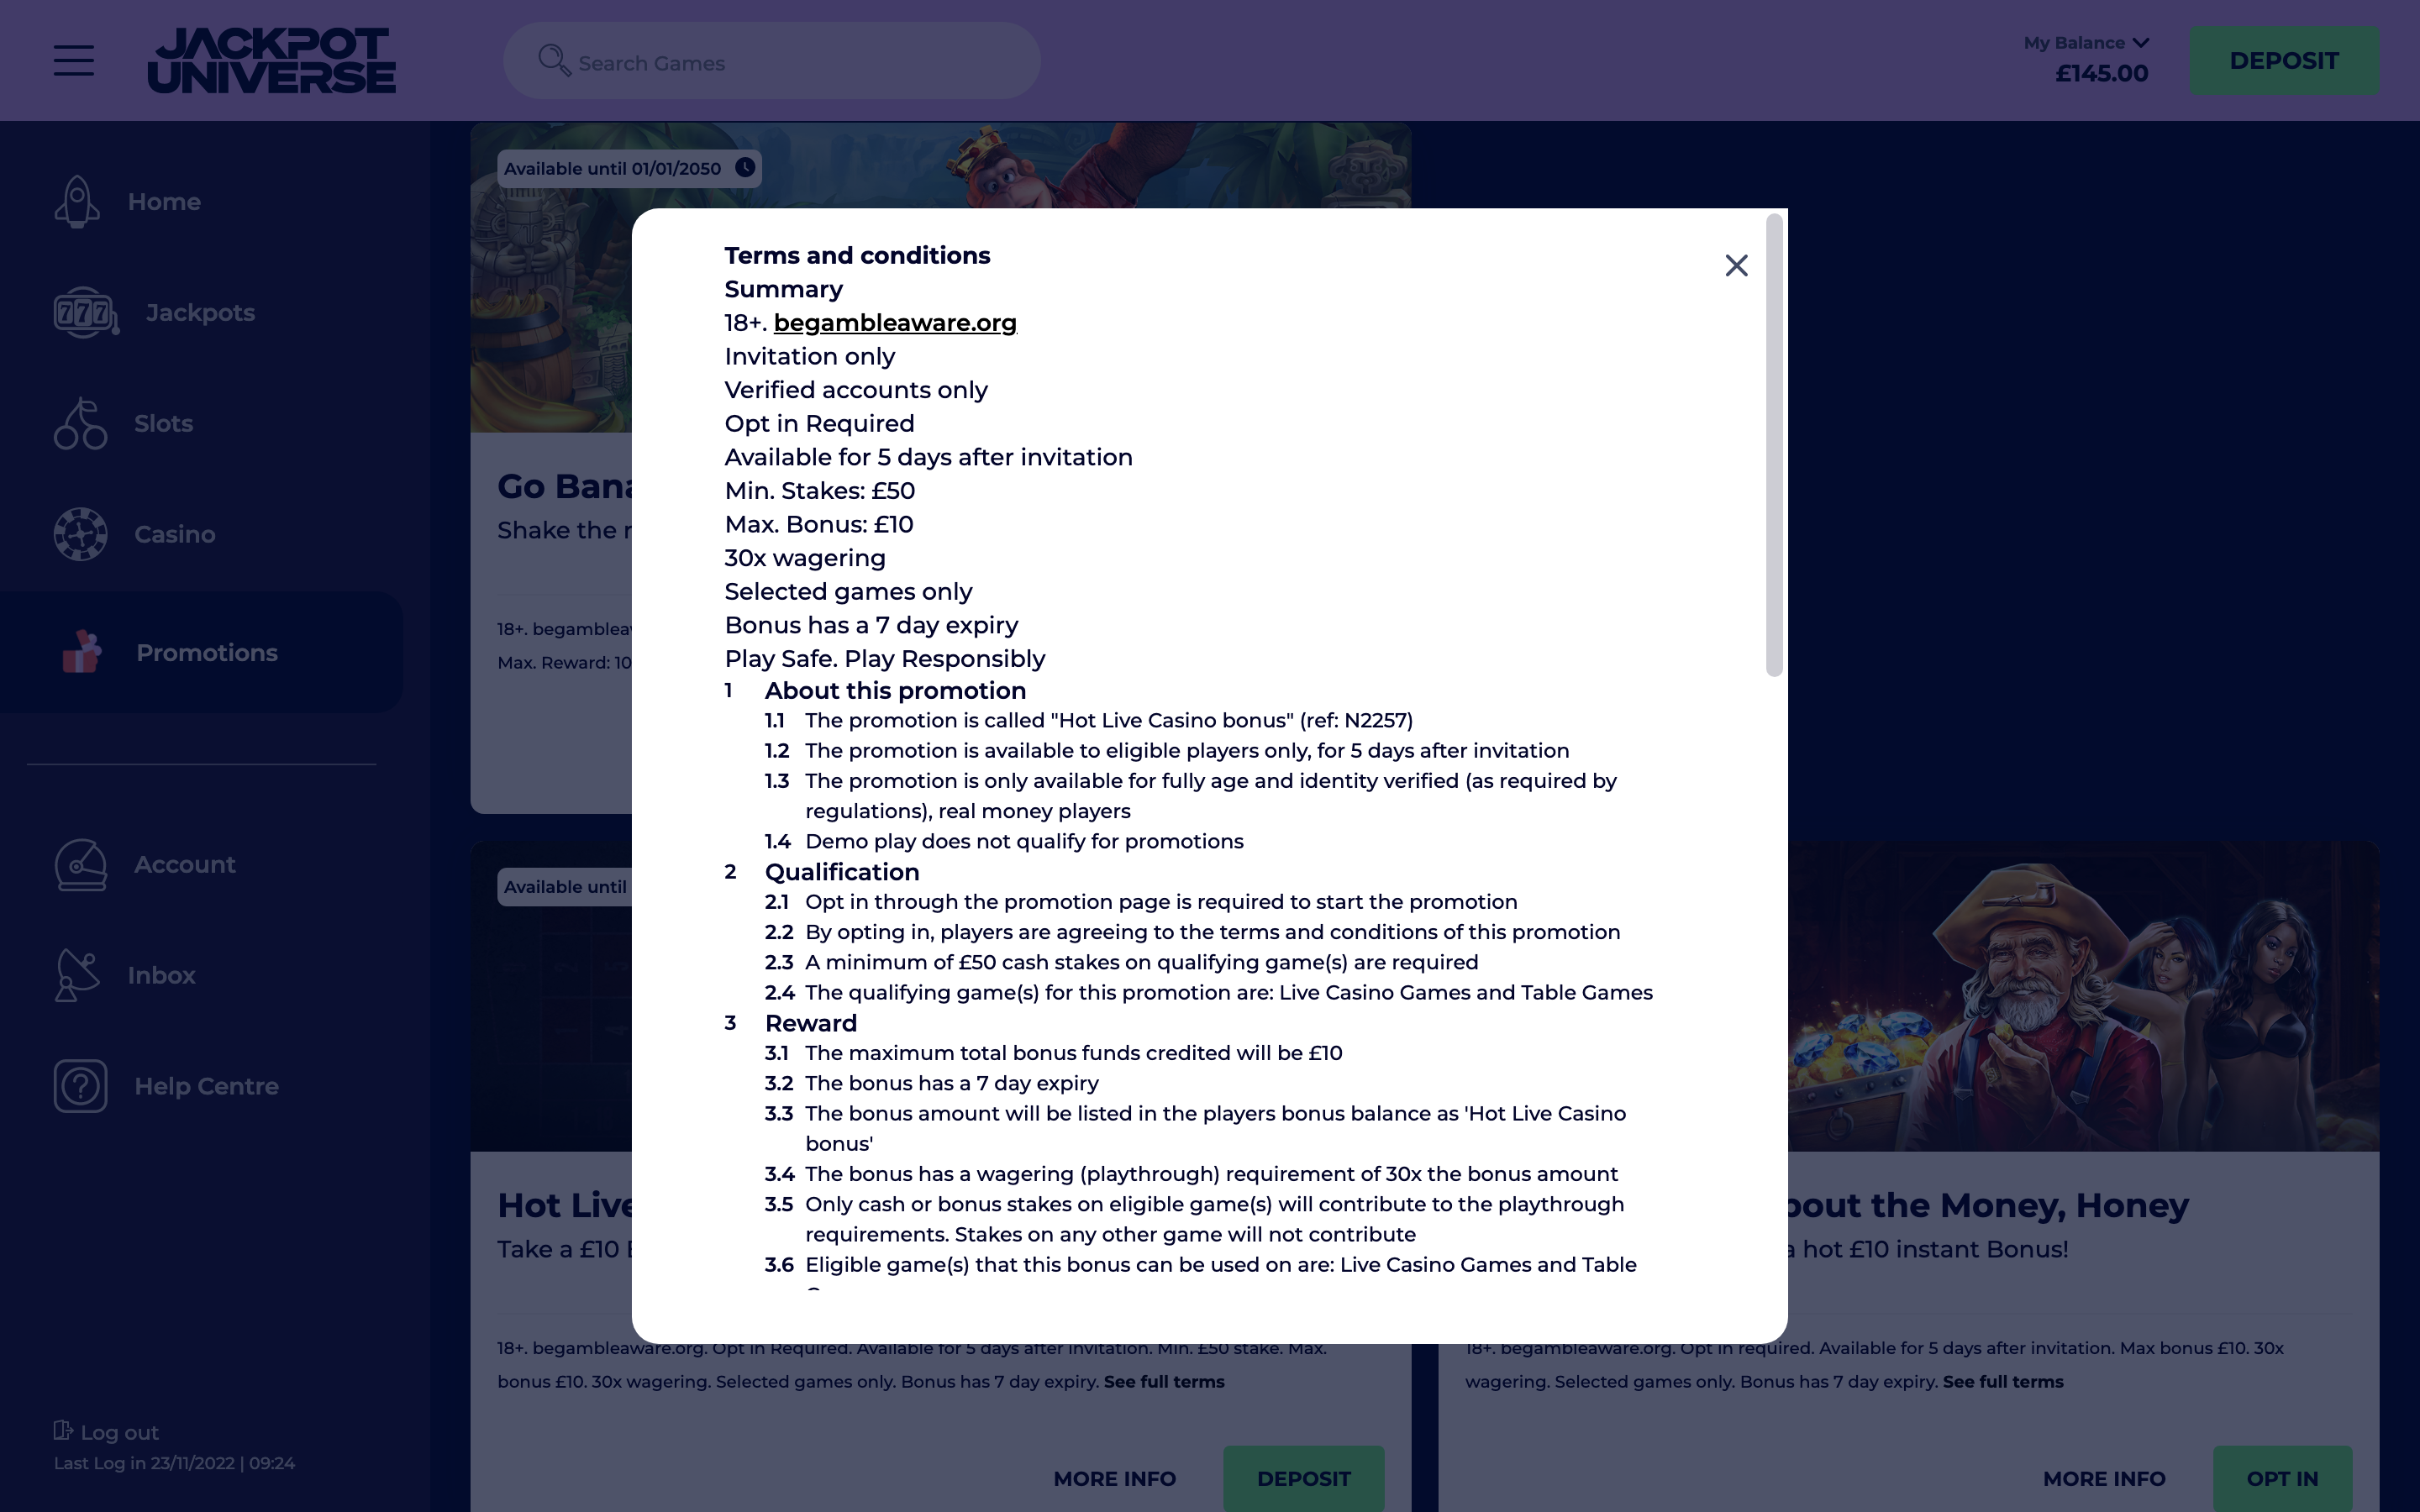 JACKPOT
UNIVERSE
Search Games
My Balance
£145.00
DEPOSIT
Home
Jackpots
777
Slots
Casino
Promotions
Account
Inbox
Help Centre
Log out
Last Log in 23/11/2022 | 09:24
Available until 01/01/2050
Go Bana
Shake the r
18+. begamblea
Max. Reward: 10
Terms and conditions
Summary
18+. begambleaware.org
Invitation only
Verified accounts only
Opt in Required
Available for 5 days after invitation
Min. Stakes: £50
Max. Bonus: £10
30x wagering
Selected games only
Bonus has a 7 day expiry
Play Safe. Play Responsibly
1 About this promotion
1.1 The promotion is called "Hot Live Casino bonus" (ref: N2257)
1.2 The promotion is available to eligible players only, for 5 days after invitation
1.3 The promotion is only available for fully age and identity verified (as required by
regulations), real money players
1.4 Demo play does not qualify for promotions
2 Qualification
2.1 Opt in through the promotion page is required to start the promotion
2.2 By opting in, players are agreeing to the terms and conditions of this promotion
2.3 A minimum of £50 cash stakes on qualifying game(s) are required
2.4 The qualifying game(s) for this promotion are: Live Casino Games and Table Games
3 Reward
3.1 The maximum total bonus funds credited will be £10
3.2 The bonus has a 7 day expiry
3.3 The bonus amount will be listed in the players bonus balance as 'Hot Live Casino
bonus'
3.4 The bonus has a wagering (playthrough) requirement of 30x the bonus amount
3.5 Only cash or bonus stakes on eligible game(s) will contribute to the playthrough
requirements. Stakes on any other game will not contribute
3.6 Eligible game(s) that this bonus can be used on are: Live Casino Games and Table
Available until
Hot Live
Take a £10
18+. begambleaware.org. Opt in Required. Available for 5 days after invitation. Min. £50 stake. Max.
bonus £10. 30x wagering. Selected games only. Bonus has 7 day expiry. See full terms
MORE INFO
DEPOSIT
bout the Money, Honey
a hot £10 instant Bonus!
18+. begambleaware.org. Opt in required. Available for 5 days after invitation. Max bonus £10. 30x
wagering. Selected games only. Bonus has 7 day expiry. See full terms
MORE INFO
OPT IN